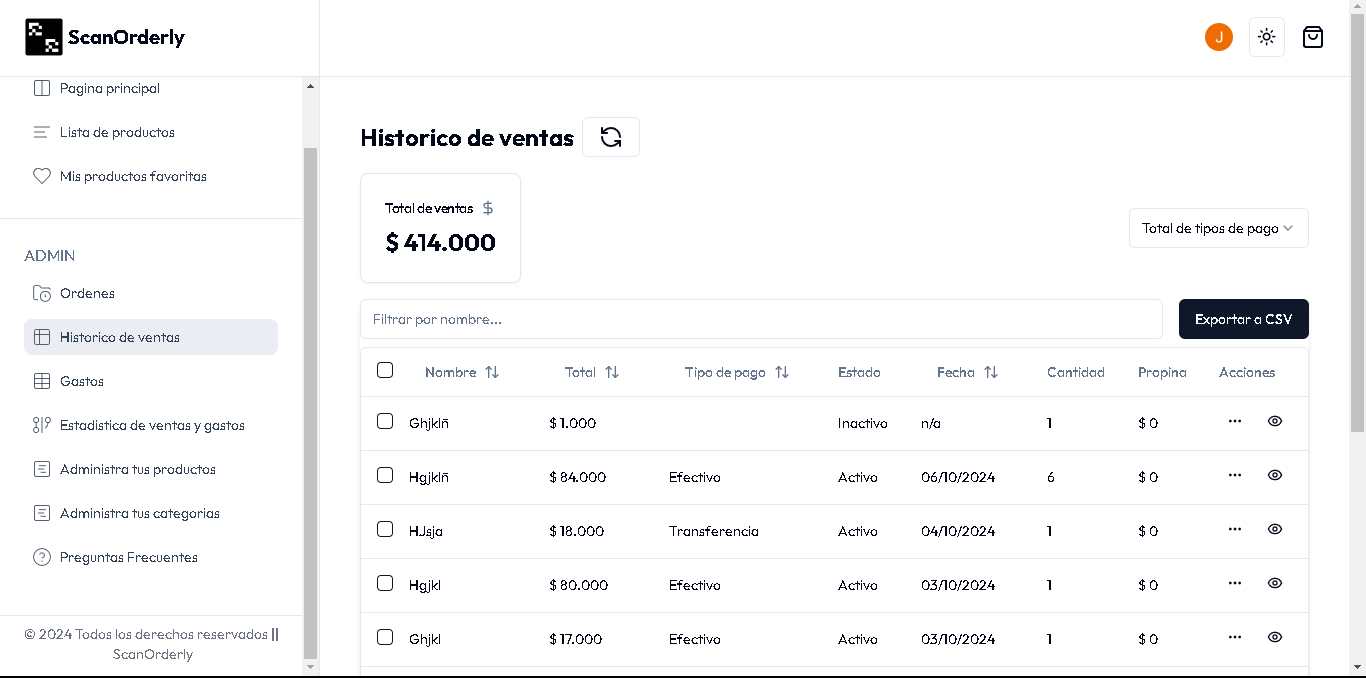 ScanOrderly
J
Pagina principal
Lista de productos
Mis productos favoritas
ADMIN
Ordenes
Historico de ventas
Gastos
Estadistica de ventas y gastos
Administra tus productos
Administra tus categorias
Preguntas Frecuentes
© 2024 Todos los derechos reservados ||
ScanOrderly
Historico de ventas
Total de ventas $
$ 414.000
Total de tipos de pago
Filtrar por nombre...
Exportar a CSV
Nombre Total Tipo de pago Estado Fecha Cantidad Propina Acciones
Ghjklñ $ 1.000 Inactivo n/a 1 $ 0
Hgjklñ $ 84.000 Efectivo Activo 06/10/2024 6 $ 0
HJsja $ 18.000 Transferencia Activo 04/10/2024 1 $ 0
Hgjkl $ 80.000 Efectivo Activo 03/10/2024 1 $ 0
Ghjkl $ 17.000 Efectivo Activo 03/10/2024 1 $ 0